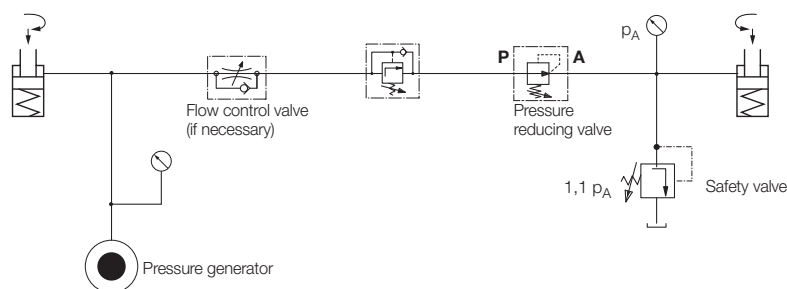 p_A
P A
Flow control valve
(if necessary)
Pressure
reducing valve
1,1 p_A
Safety valve
Pressure generator